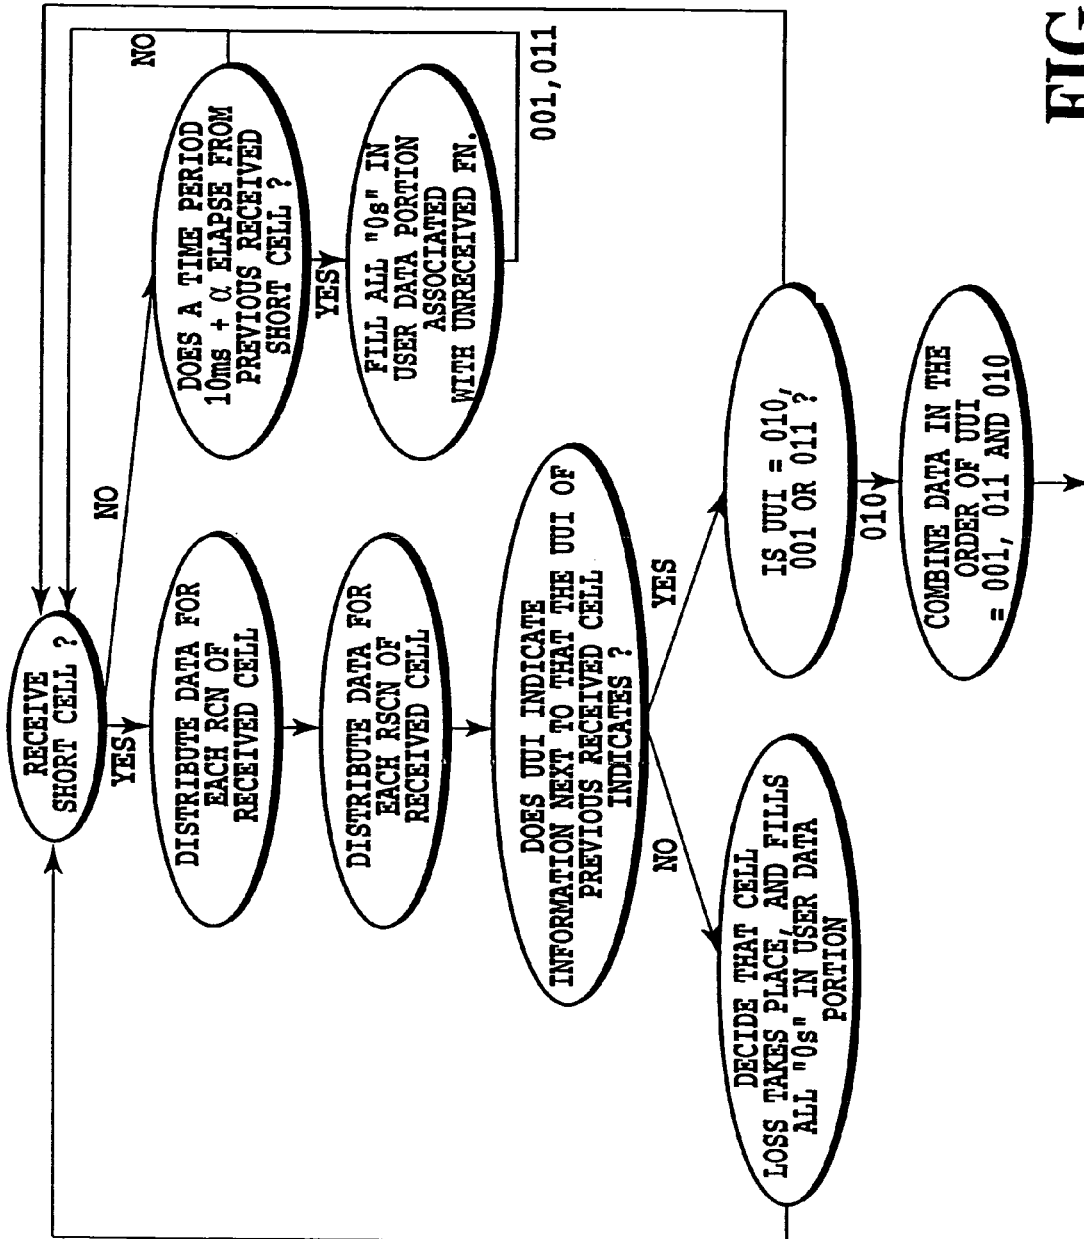 RECEIVE
SHORT CELL ?
YES
NO
DISTRIBUTE DATA FOR
EACH RCN OF
RECEIVED CELL
DISTRIBUTE DATA FOR
EACH RSCN OF
RECEIVED CELL
DOES UUI INDICATE
INFORMATION NEXT TO THAT THE UUI OF
PREVIOUS RECEIVED CELL
INDICATES ?
NO
YES
DECIDE THAT CELL
LOSS TAKES PLACE, AND FILLS
ALL "0s" IN USER DATA
PORTION
IS UUI = 010,
001 OR 011 ?
010
COMBINE DATA IN THE
ORDER OF UUI
= 001, 011 AND 010
DOES A TIME PERIOD
10ms + α ELAPSE FROM
PREVIOUS RECEIVED
SHORT CELL ?
NO
YES
FILL ALL "0s" IN
USER DATA PORTION
ASSOCIATED
WITH UNRECEIVED FN.
001,011
FIG